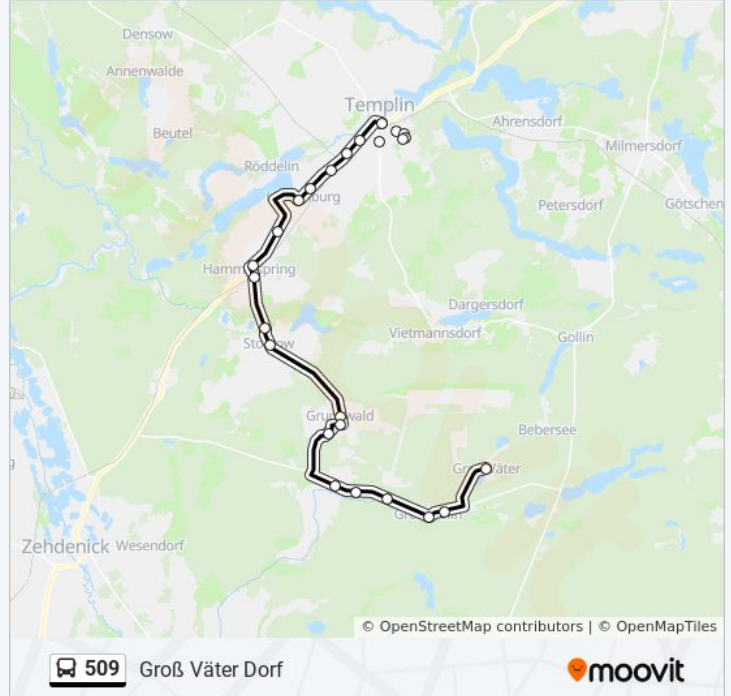 Densow
Annenwalde
Templin
Ahrensdorf
Beutel
Milmersdorf
Röddelin
Petersdorf
Götschen
Dargersdorf
Vietmannsdorf
Gollin
Bebersee
Zehdenick
Wesendorf
© OpenStreetMap contributors | © OpenMapTiles
509 Groß Väter Dorf
moovit